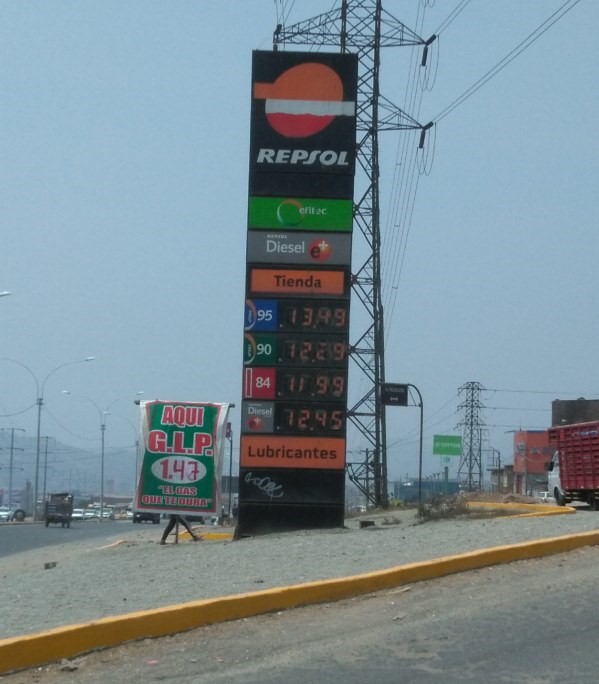 REPSOL
efitec
Diesel e+
Tienda
95 13.49
90 12.29
84 11.99
Diesel 12.45
Lubricantes
AQUI
G.L.P.
1.47
"EL GAS
QUE TE DURA"